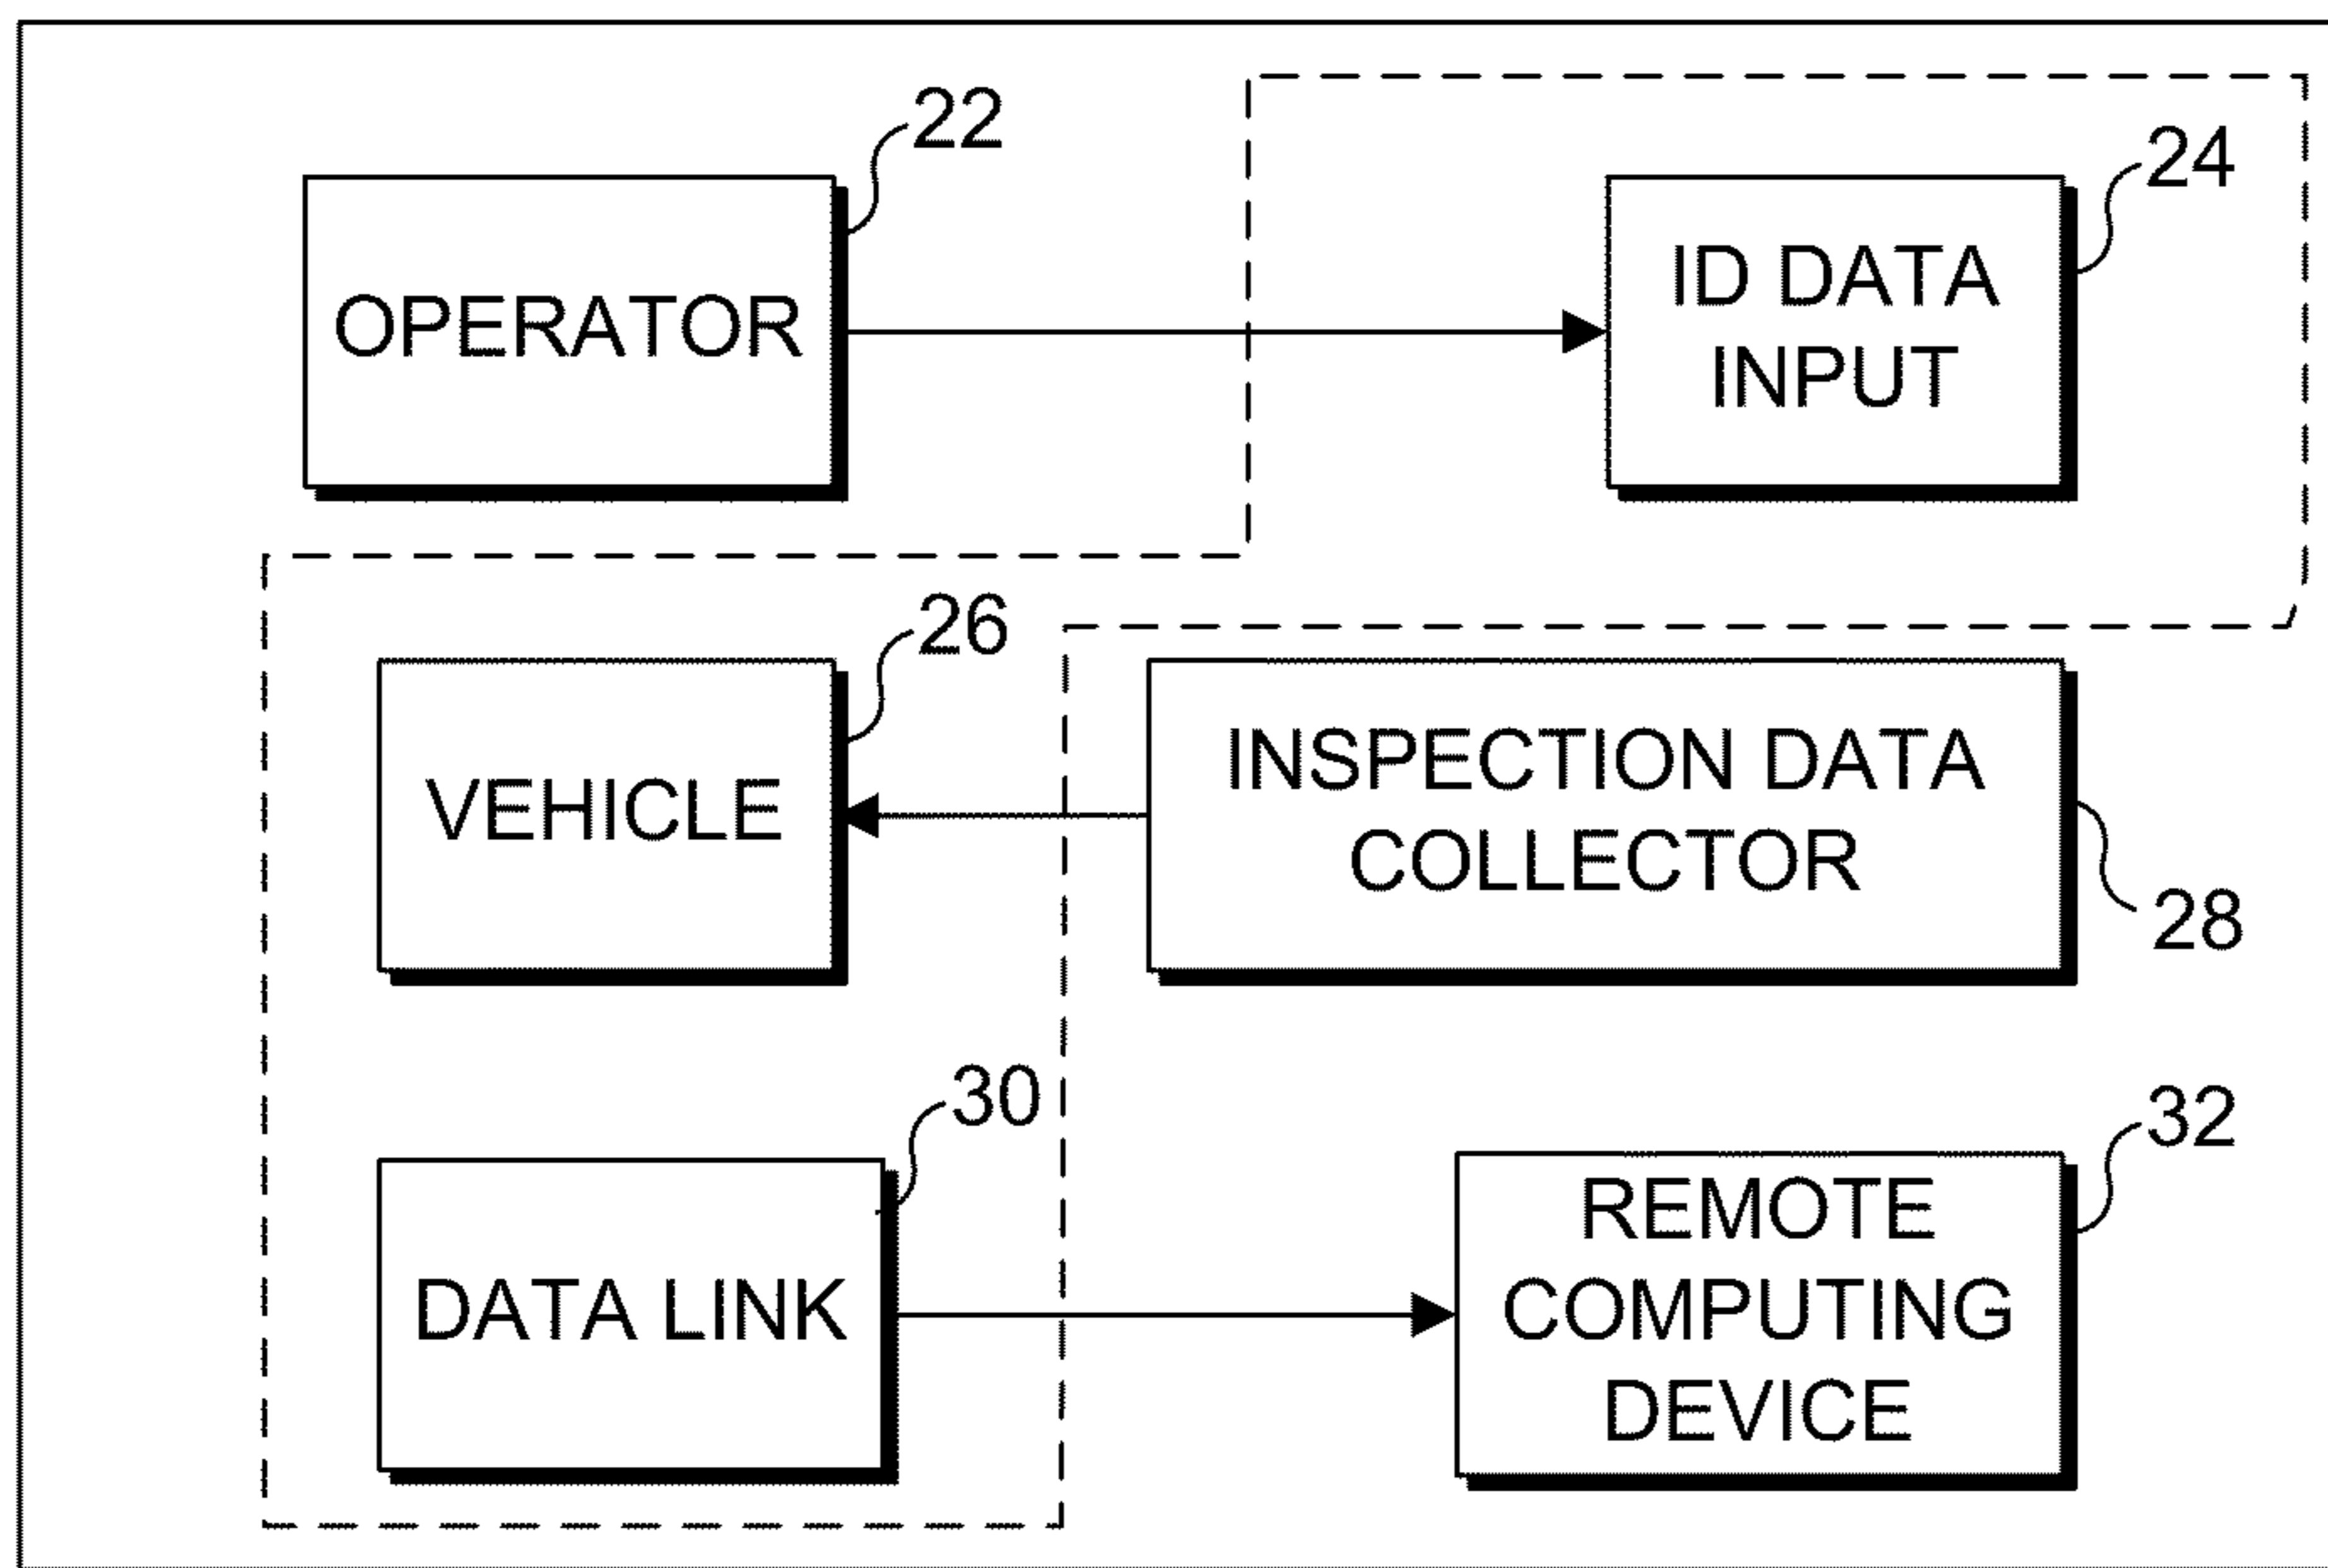 22
OPERATOR
24
ID DATA
INPUT
26
VEHICLE
INSPECTION DATA
COLLECTOR
28
30
DATA LINK
32
REMOTE
COMPUTING
DEVICE